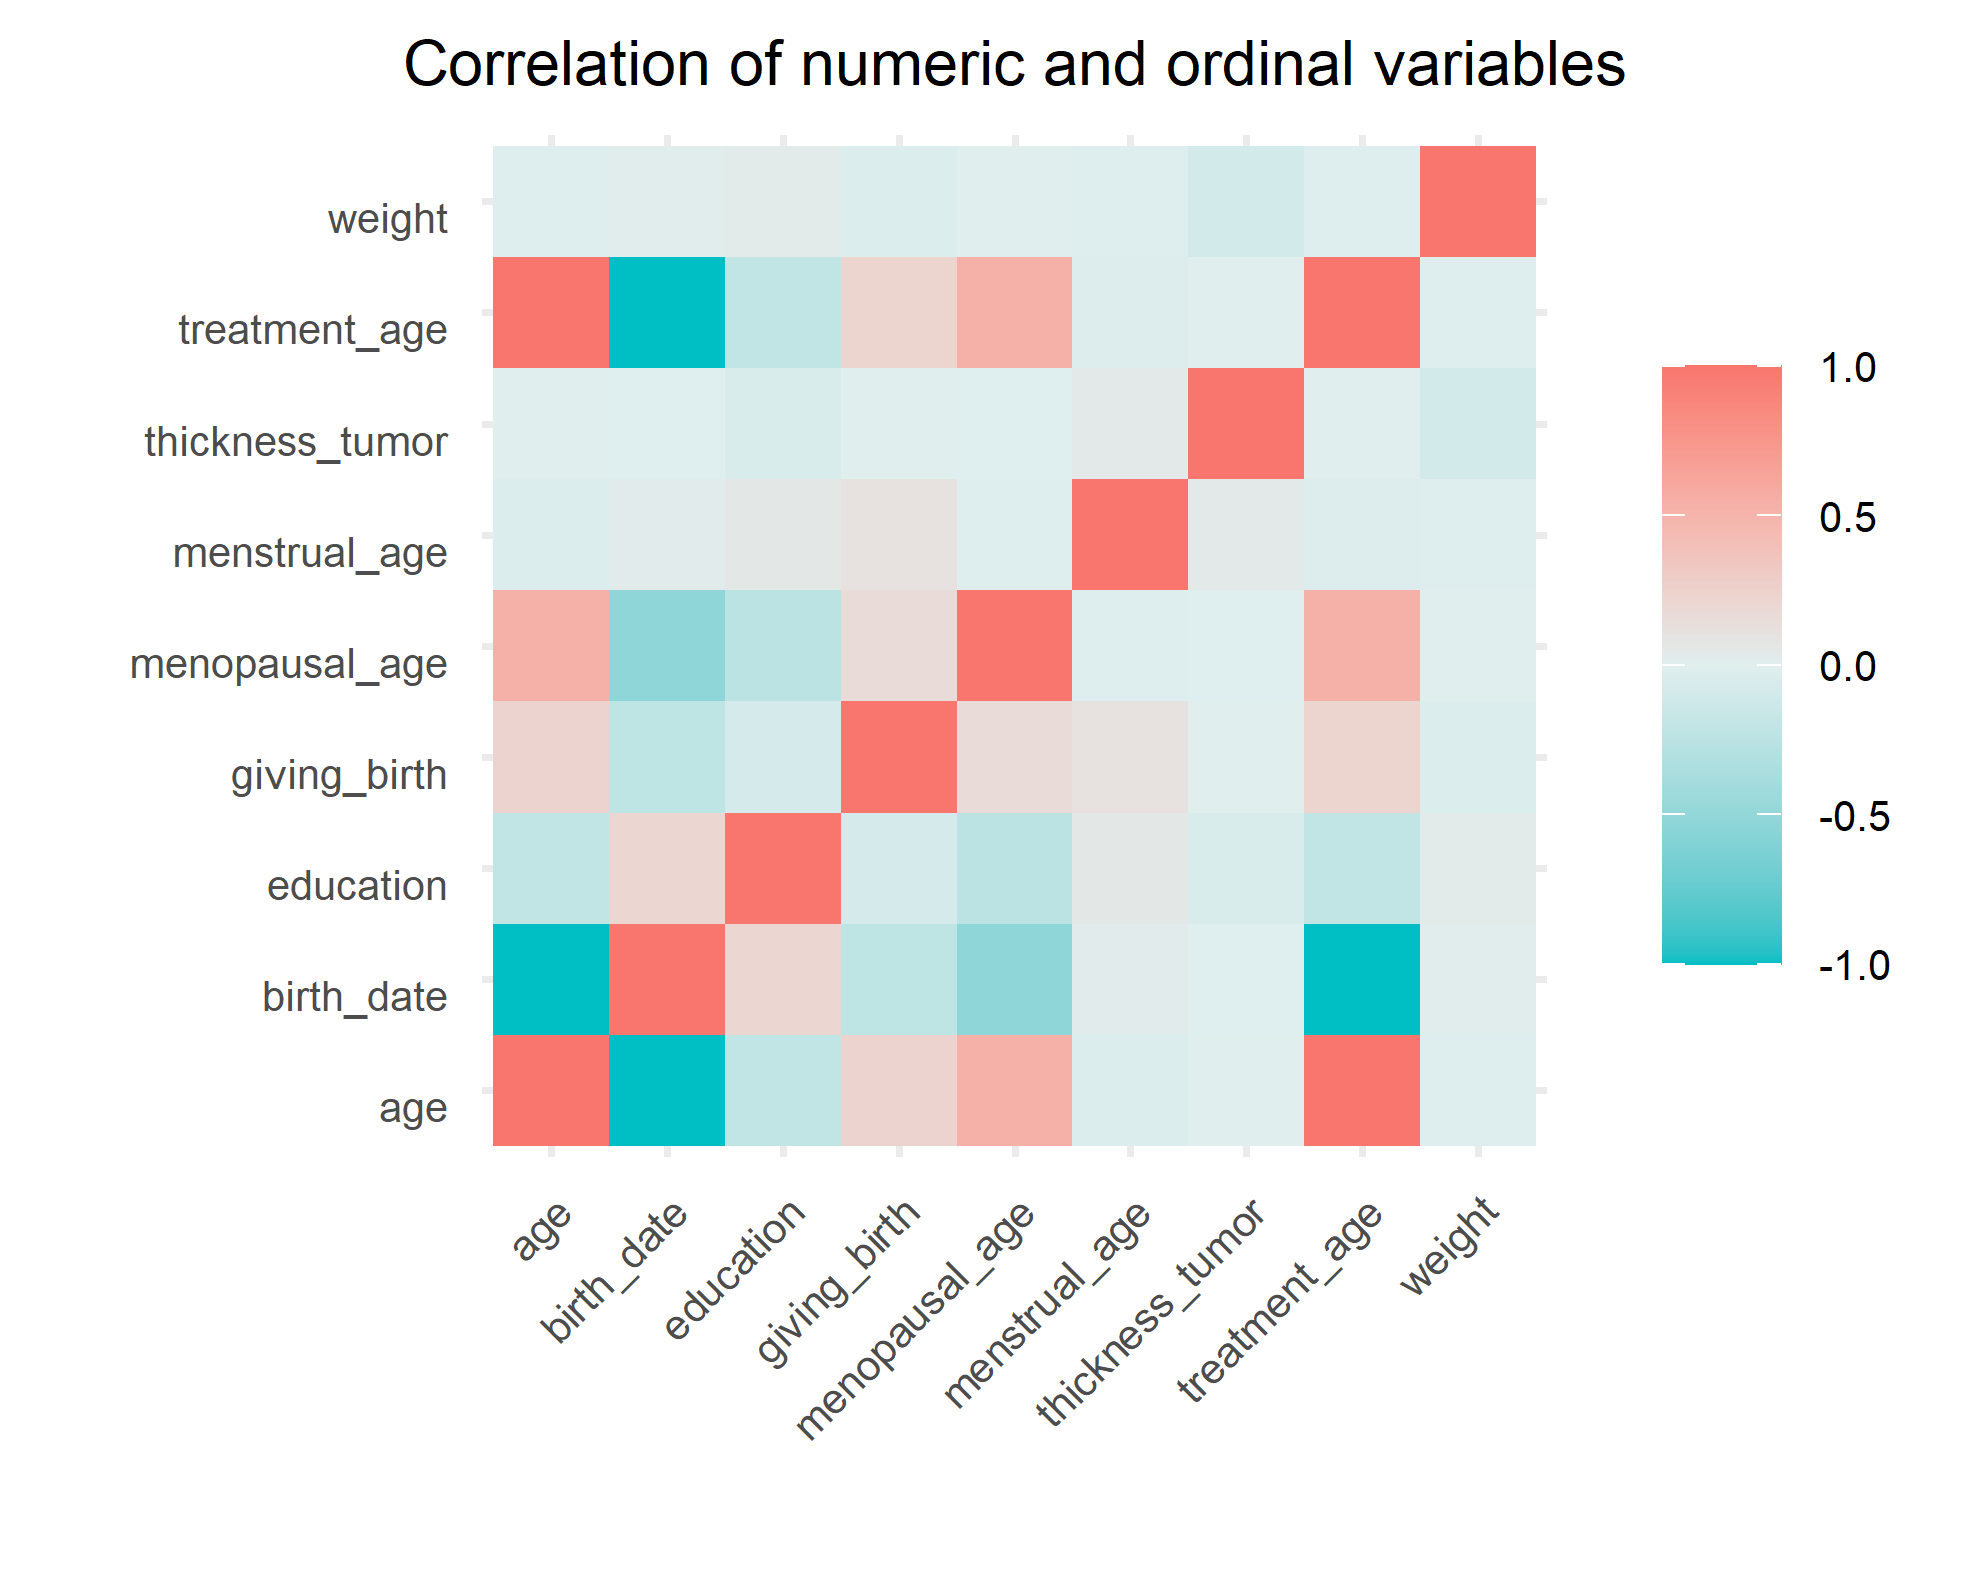 Correlation of numeric and ordinal variables
weight
treatment_age
thickness_tumor
menstrual_age
menopausal_age
giving_birth
education
birth_date
age
age
birth_date
education
giving_birth
menopausal_age
menstrual_age
thickness_tumor
treatment_age
weight
1.0
0.5
0.0
-0.5
-1.0